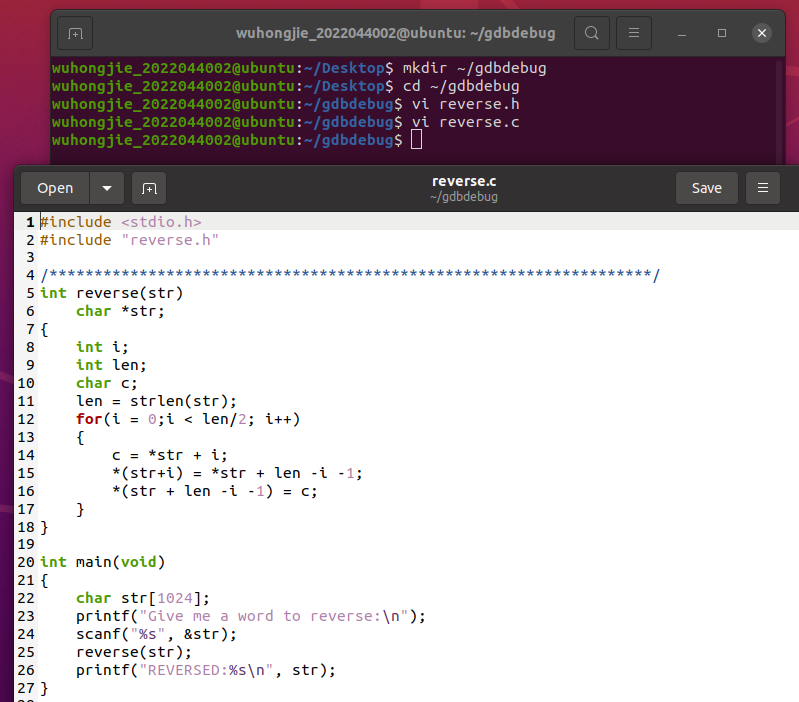 wuhongjie_2022044002@ubuntu: ~/gdbdebug
wuhongjie_2022044002@ubuntu:~/Desktop$ mkdir ~/gdbdebug
wuhongjie_2022044002@ubuntu:~/Desktop$ cd ~/gdbdebug
wuhongjie_2022044002@ubuntu:~/gdbdebug$ vi reverse.h
wuhongjie_2022044002@ubuntu:~/gdbdebug$ vi reverse.c
wuhongjie_2022044002@ubuntu:~/gdbdebug$
Open reverse.c Save
~/gdbdebug
1 #include <stdio.h>
2 #include "reverse.h"
3
4 /*******************************************************************/
5 int reverse(str)
6     char *str;
7 {
8     int i;
9     int len;
10     char c;
11     len = strlen(str);
12     for(i = 0;i < len/2; i++)
13     {
14         c = *str + i;
15         *(str+i) = *str + len -i -1;
16         *(str + len -i -1) = c;
17     }
18 }
19
20 int main(void)
21 {
22     char str[1024];
23     printf("Give me a word to reverse:\n");
24     scanf("%s", &str);
25     reverse(str);
26     printf("REVERSED:%s\n", str);
27 }